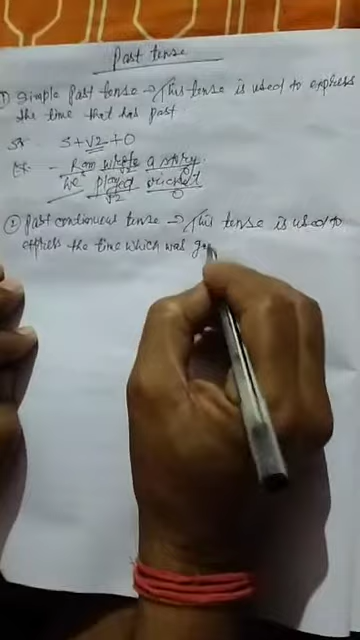 Past tense
① Simple Past tense → This tense is used to express
the time that has past.
St S + V2 + O
Ex - Ram wrote a story.
We played cricket
V2 O
② Past continuous tense → This tense is used to
express the time which was